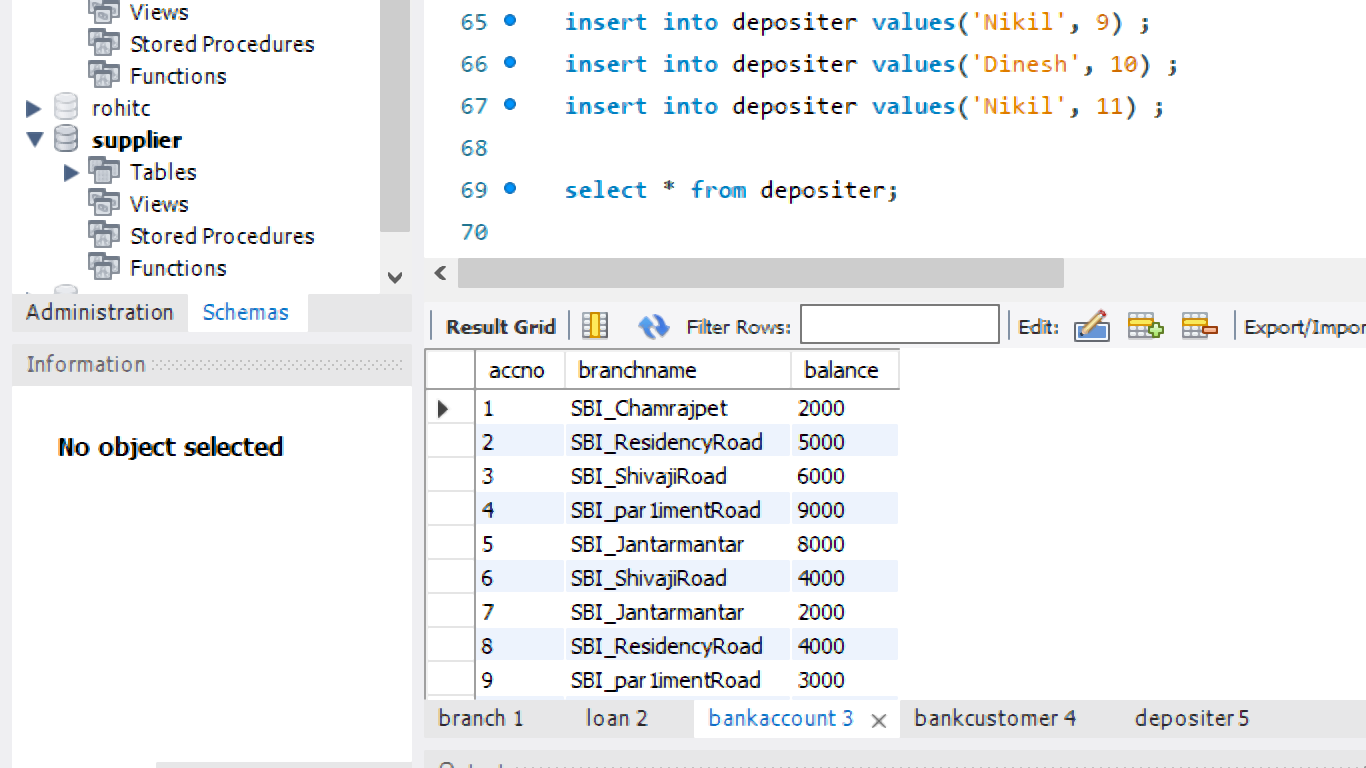 Views
Stored Procedures
Functions
rohitc
supplier
Tables
Views
Stored Procedures
Functions
Administration Schemas
Information
No object selected
65 insert into depositer values('Nikil', 9) ;
66 insert into depositer values('Dinesh', 10) ;
67 insert into depositer values('Nikil', 11) ;
68
69 select * from depositer;
70
Result Grid Filter Rows: Edit: Export/Impor
accno branchname balance
1 SBI_Chamrajpet 2000
2 SBI_ResidencyRoad 5000
3 SBI_ShivajiRoad 6000
4 SBI_par1imentRoad 9000
5 SBI_Jantarmantar 8000
6 SBI_ShivajiRoad 4000
7 SBI_Jantarmantar 2000
8 SBI_ResidencyRoad 4000
9 SBI_par1imentRoad 3000
branch 1 loan 2 bankaccount 3 bankcustomer 4 depositer 5